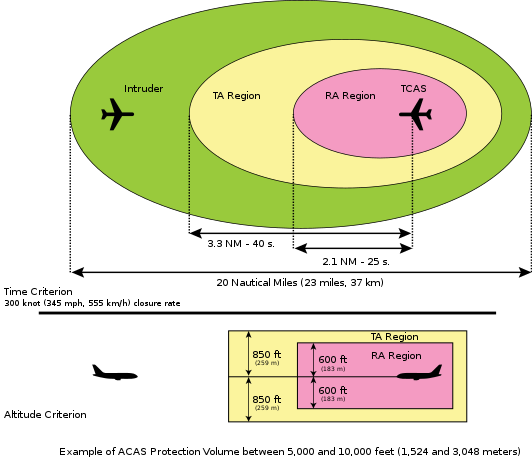 Intruder
TA Region
RA Region
TCAS
3.3 NM - 40 s.
2.1 NM - 25 s.
20 Nautical Miles (23 miles, 37 km)
Time Criterion
300 knot (345 mph, 555 km/h) closure rate
TA Region
RA Region
850 ft
(259 m)
600 ft
(183 m)
850 ft
(259 m)
600 ft
(183 m)
Altitude Criterion
Example of ACAS Protection Volume between 5,000 and 10,000 feet (1,524 and 3,048 meters)